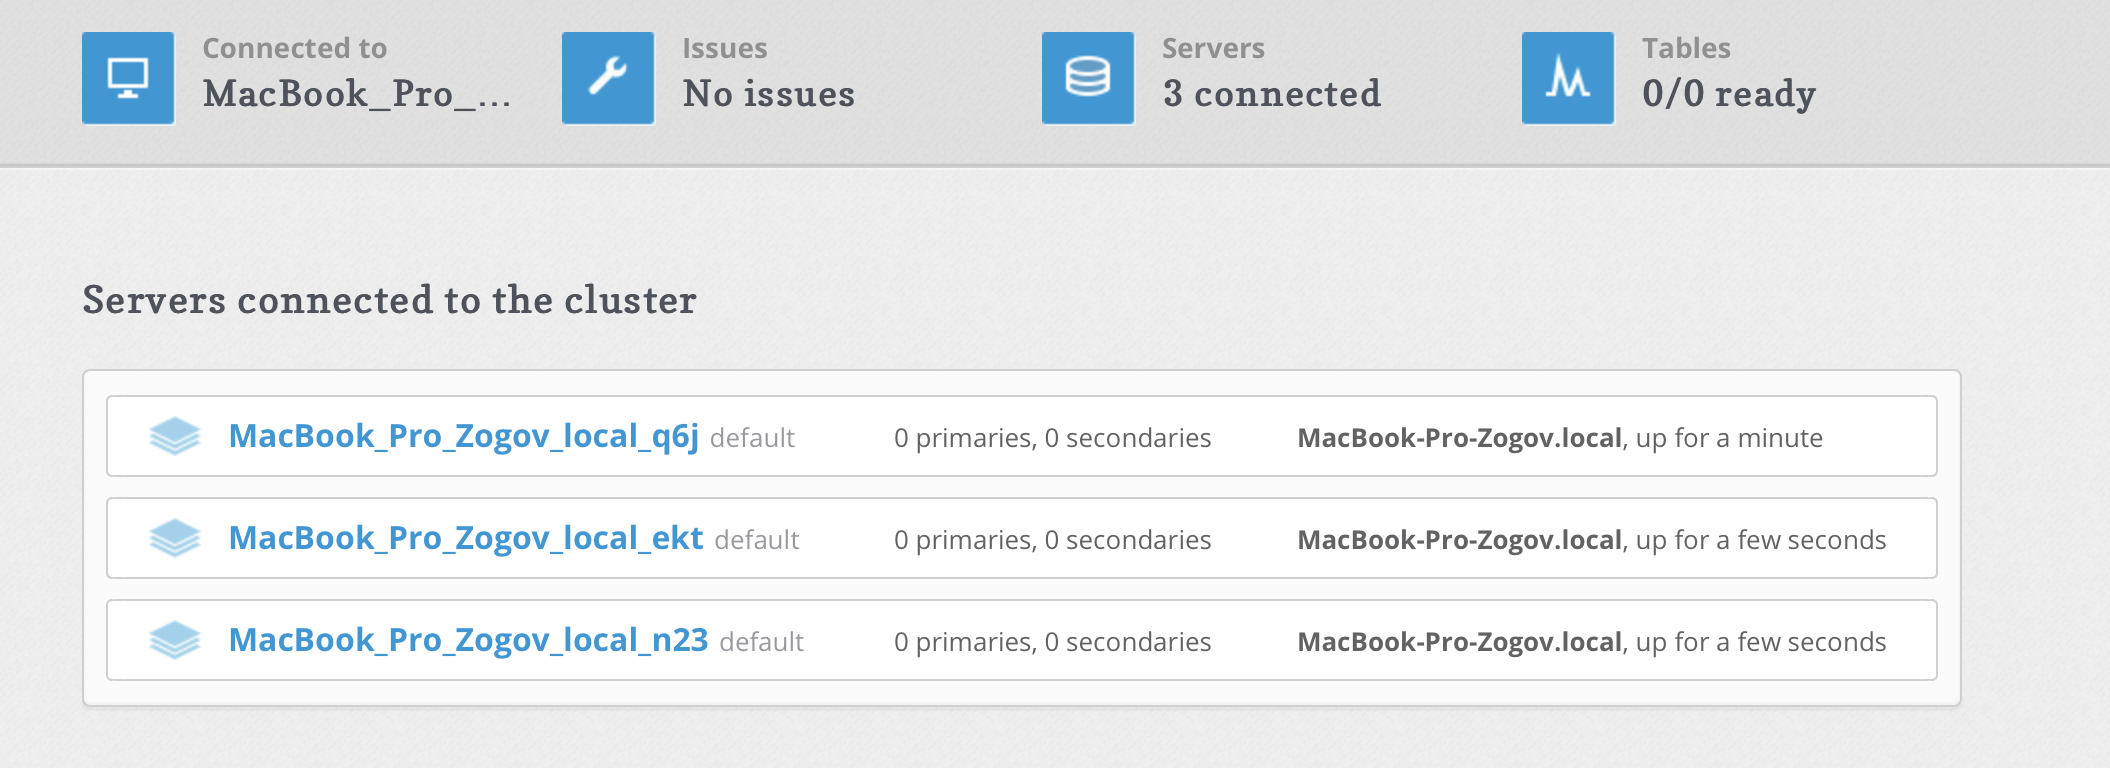 Connected to
MacBook_Pro_...
Issues
No issues
Servers
3 connected
Tables
0/0 ready
Servers connected to the cluster
MacBook_Pro_Zogov_local_q6j default 0 primaries, 0 secondaries MacBook-Pro-Zogov.local, up for a minute
MacBook_Pro_Zogov_local_ekt default 0 primaries, 0 secondaries MacBook-Pro-Zogov.local, up for a few seconds
MacBook_Pro_Zogov_local_n23 default 0 primaries, 0 secondaries MacBook-Pro-Zogov.local, up for a few seconds